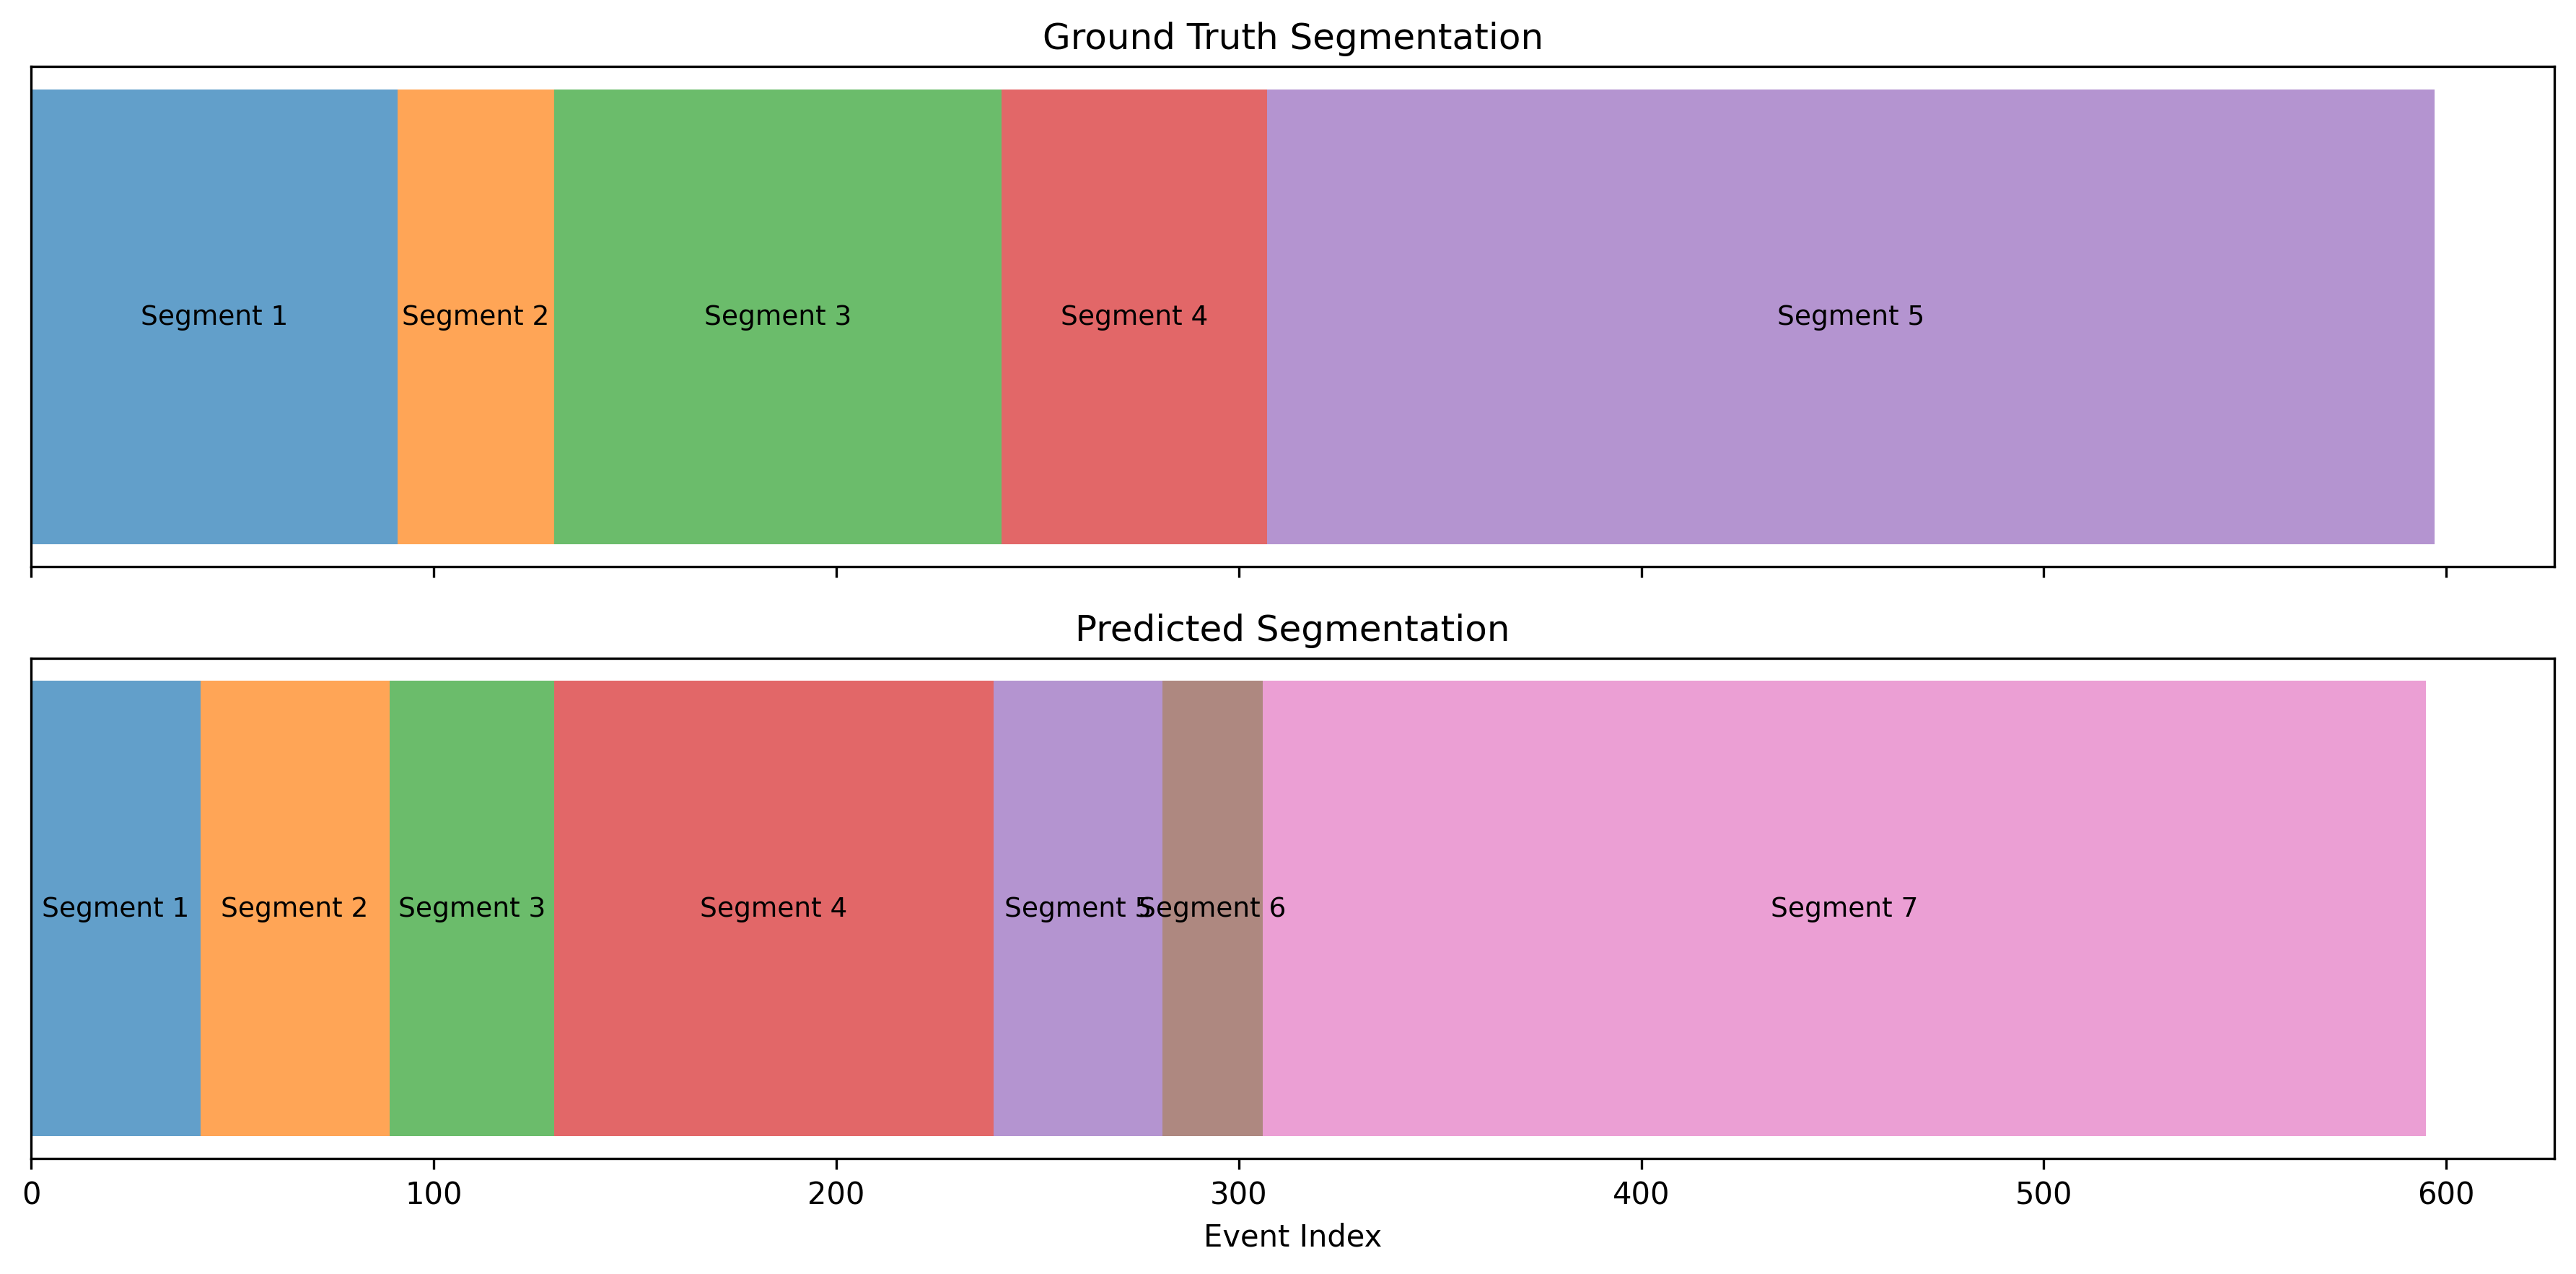 Ground Truth Segmentation
Segment 1 Segment 2 Segment 3 Segment 4 Segment 5
Predicted Segmentation
Segment 1 Segment 2 Segment 3 Segment 4 Segment 5 Segment 6 Segment 7
0 100 200 300 400 500 600
Event Index